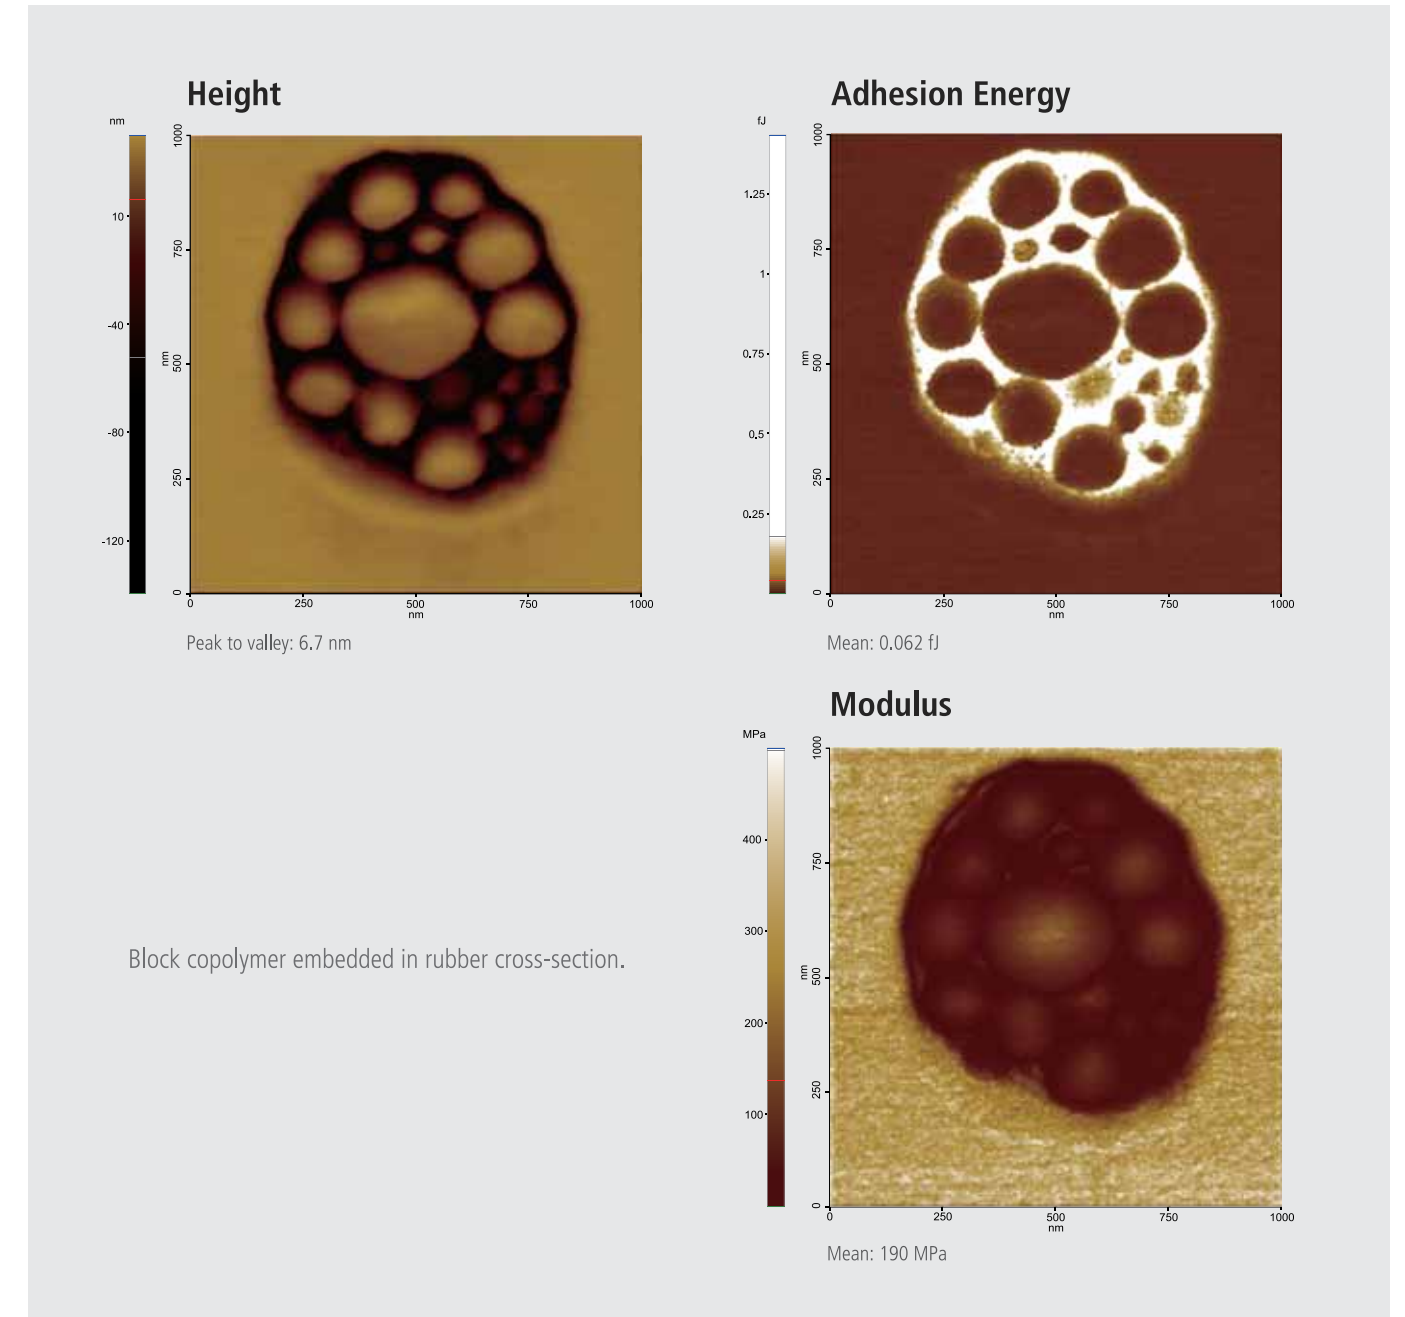 Height
nm
10
-40
-80
-120
1000
750
500
250
0
nm
0
250
500
750
1000
nm
Peak to valley: 6.7 nm
Adhesion Energy
fJ
1.25
1
0.75
0.5
0.25
1000
750
500
250
0
nm
0
250
500
750
1000
nm
Mean: 0.062 fJ
Block copolymer embedded in rubber cross-section.
Modulus
MPa
400
300
200
100
1000
750
500
250
0
nm
0
250
500
750
1000
nm
Mean: 190 MPa